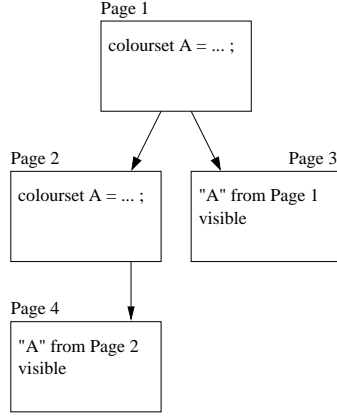 Page 1
colourset A = ... ;
Page 2
Page 3
colourset A = ... ;
"A" from Page 1
visible
Page 4
"A" from Page 2
visible